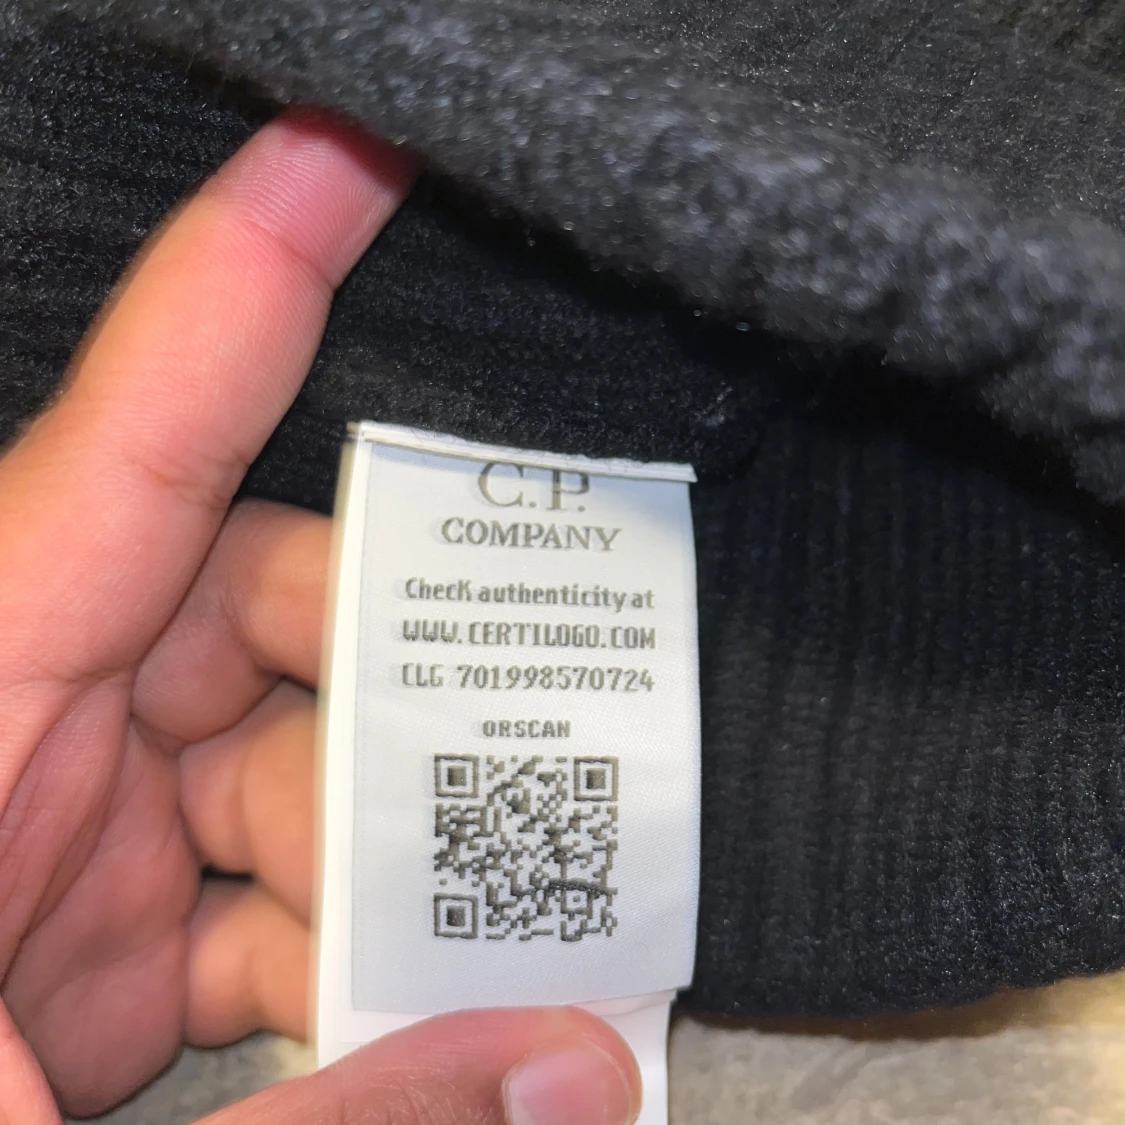 C.P.
COMPANY
Check authenticity at
WWW.CERTILOGO.COM
CLG 701998570724
ORSCAN